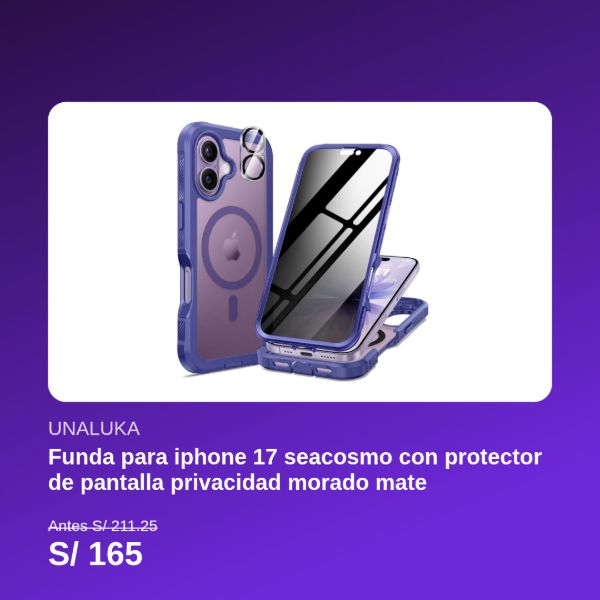 UNALUKA
Funda para iphone 17 seacosmo con protector
de pantalla privacidad morado mate
Antes S/ 211.25
S/ 165